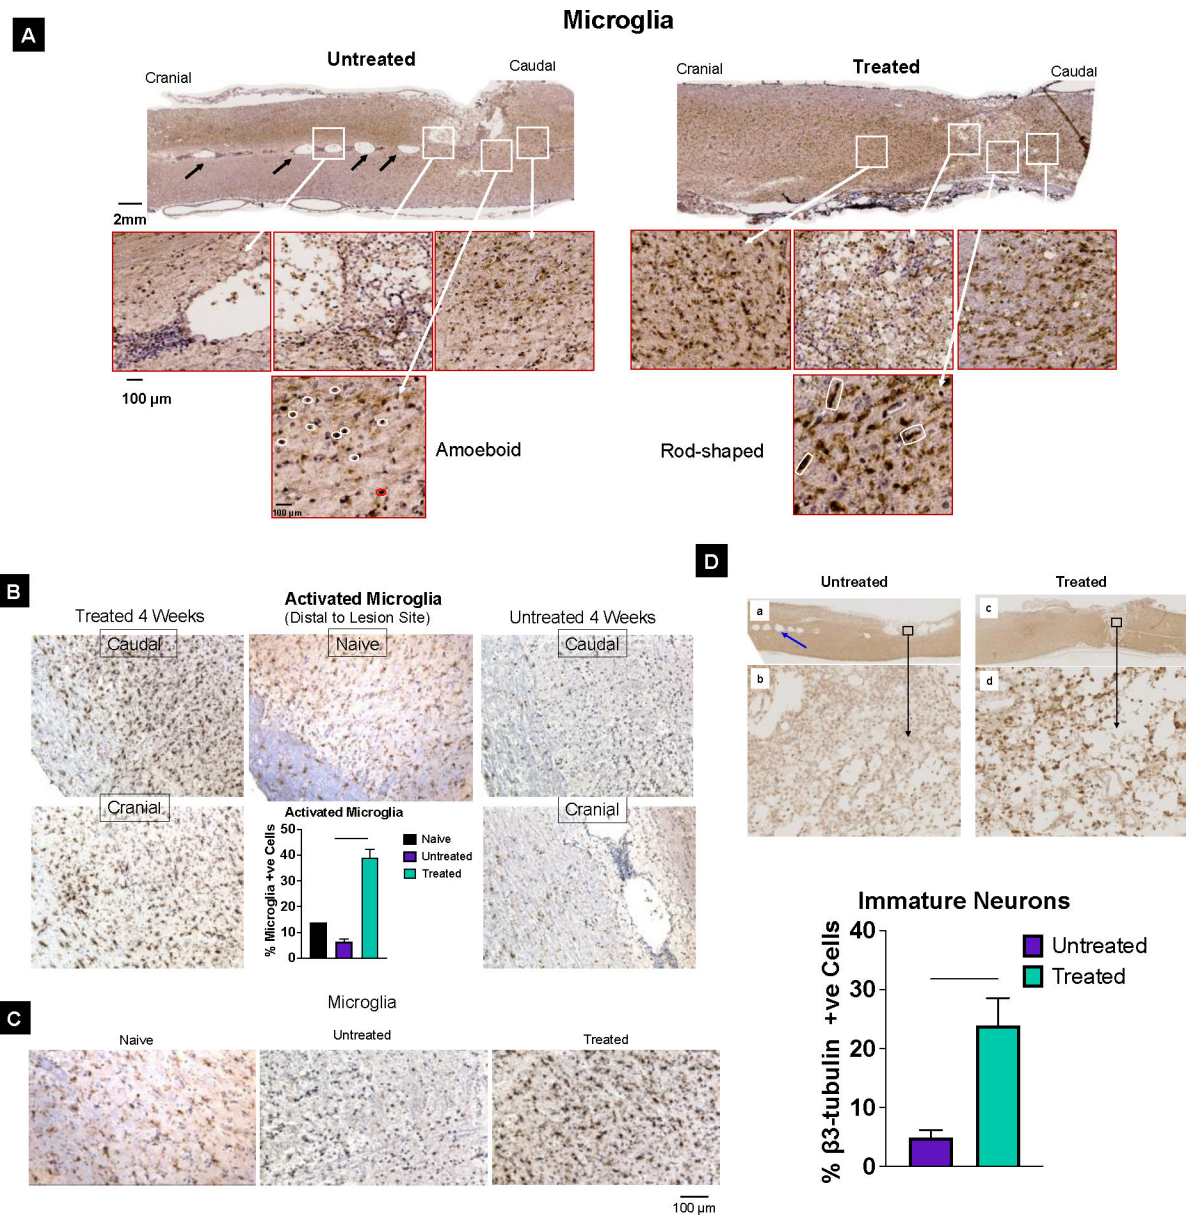 Microglia
A
Untreated
Treated
Cranial
Caudal
Cranial
Caudal
2mm
100 µm
Amoeboid
Rod-shaped
100 µm
B
Treated 4 Weeks
Activated Microglia
(Distal to Lesion Site)
Untreated 4 Weeks
Caudal
Naive
Caudal
Cranial
Cranial
Activated Microglia
% Microglia +ve Cells
50
40
30
20
10
0
Naive
Untreated
Treated
C
Microglia
Naive
Untreated
Treated
100 µm
D
Untreated
Treated
a
c
b
d
Immature Neurons
% β3-tubulin +ve Cells
40
30
20
10
0
Untreated
Treated